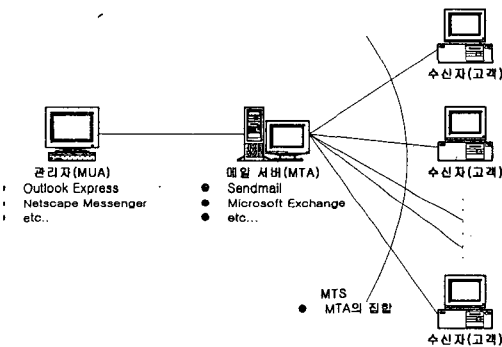 수신자(고객)
관리자(MUA)
Outlook Express
Netscape Messenger
etc..
메일 서버(MTA)
Sendmail
Microsoft Exchange
etc...
수신자(고객)
MTS
MTA의 집합
수신자(고객)